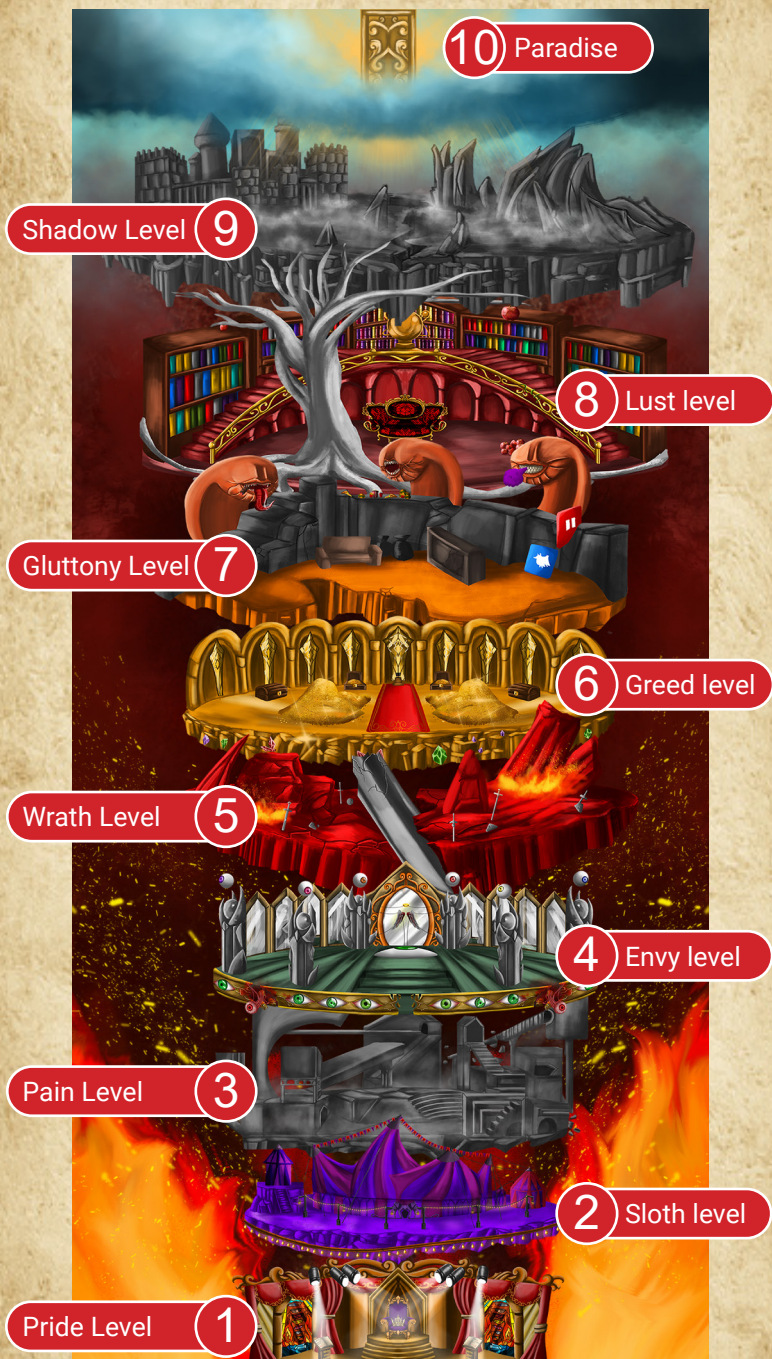 10 Paradise
Shadow Level 9
8 Lust level
Gluttony Level 7
6 Greed level
Wrath Level 5
4 Envy level
Pain Level 3
2 Sloth level
Pride Level 1